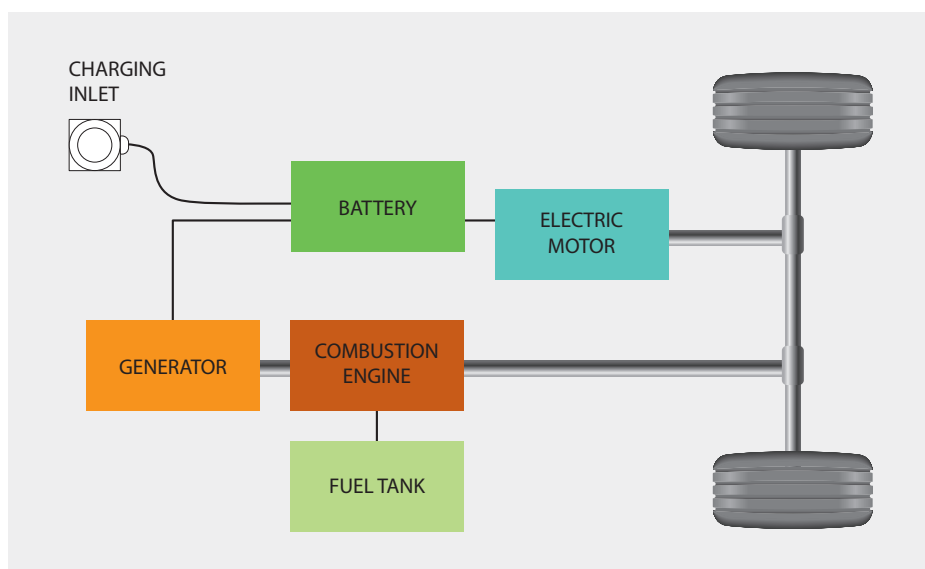 CHARGING
INLET
BATTERY
ELECTRIC
MOTOR
GENERATOR
COMBUSTION
ENGINE
FUEL TANK